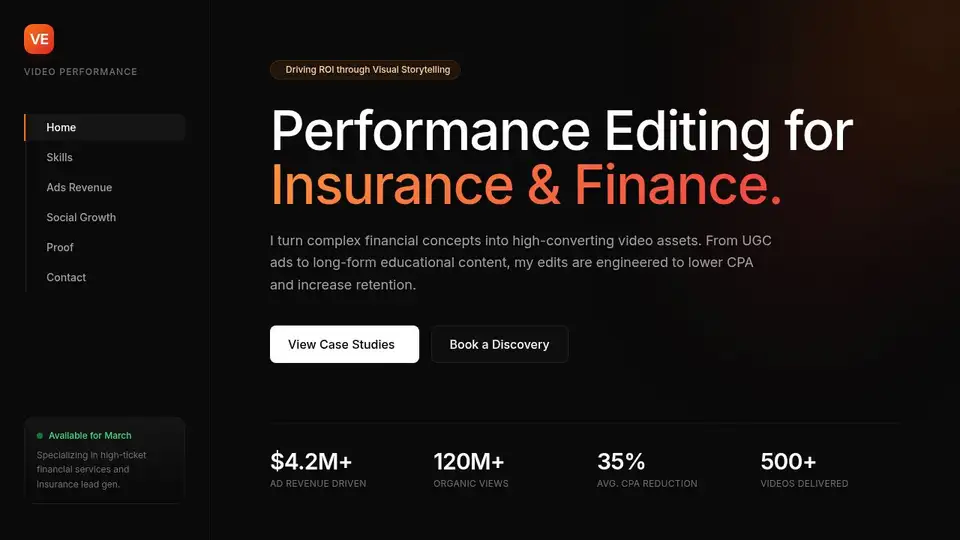 VE
VIDEO PERFORMANCE
Home
Skills
Ads Revenue
Social Growth
Proof
Contact
Available for March
Specializing in high-ticket
financial services and
insurance lead gen.
Driving ROI through Visual Storytelling
Performance Editing for
Insurance & Finance.
I turn complex financial concepts into high-converting video assets. From UGC
ads to long-form educational content, my edits are engineered to lower CPA
and increase retention.
View Case Studies
Book a Discovery
$4.2M+
AD REVENUE DRIVEN
120M+
ORGANIC VIEWS
35%
AVG. CPA REDUCTION
500+
VIDEOS DELIVERED